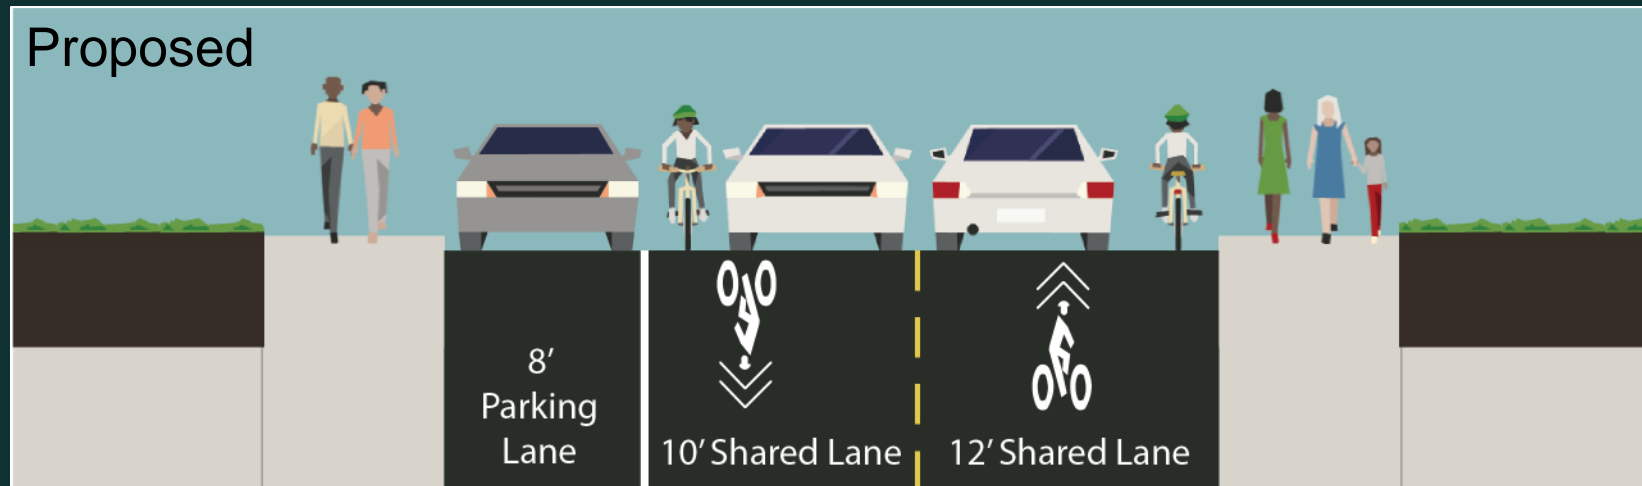 Proposed
8’
Parking
Lane
10’ Shared Lane
12’ Shared Lane